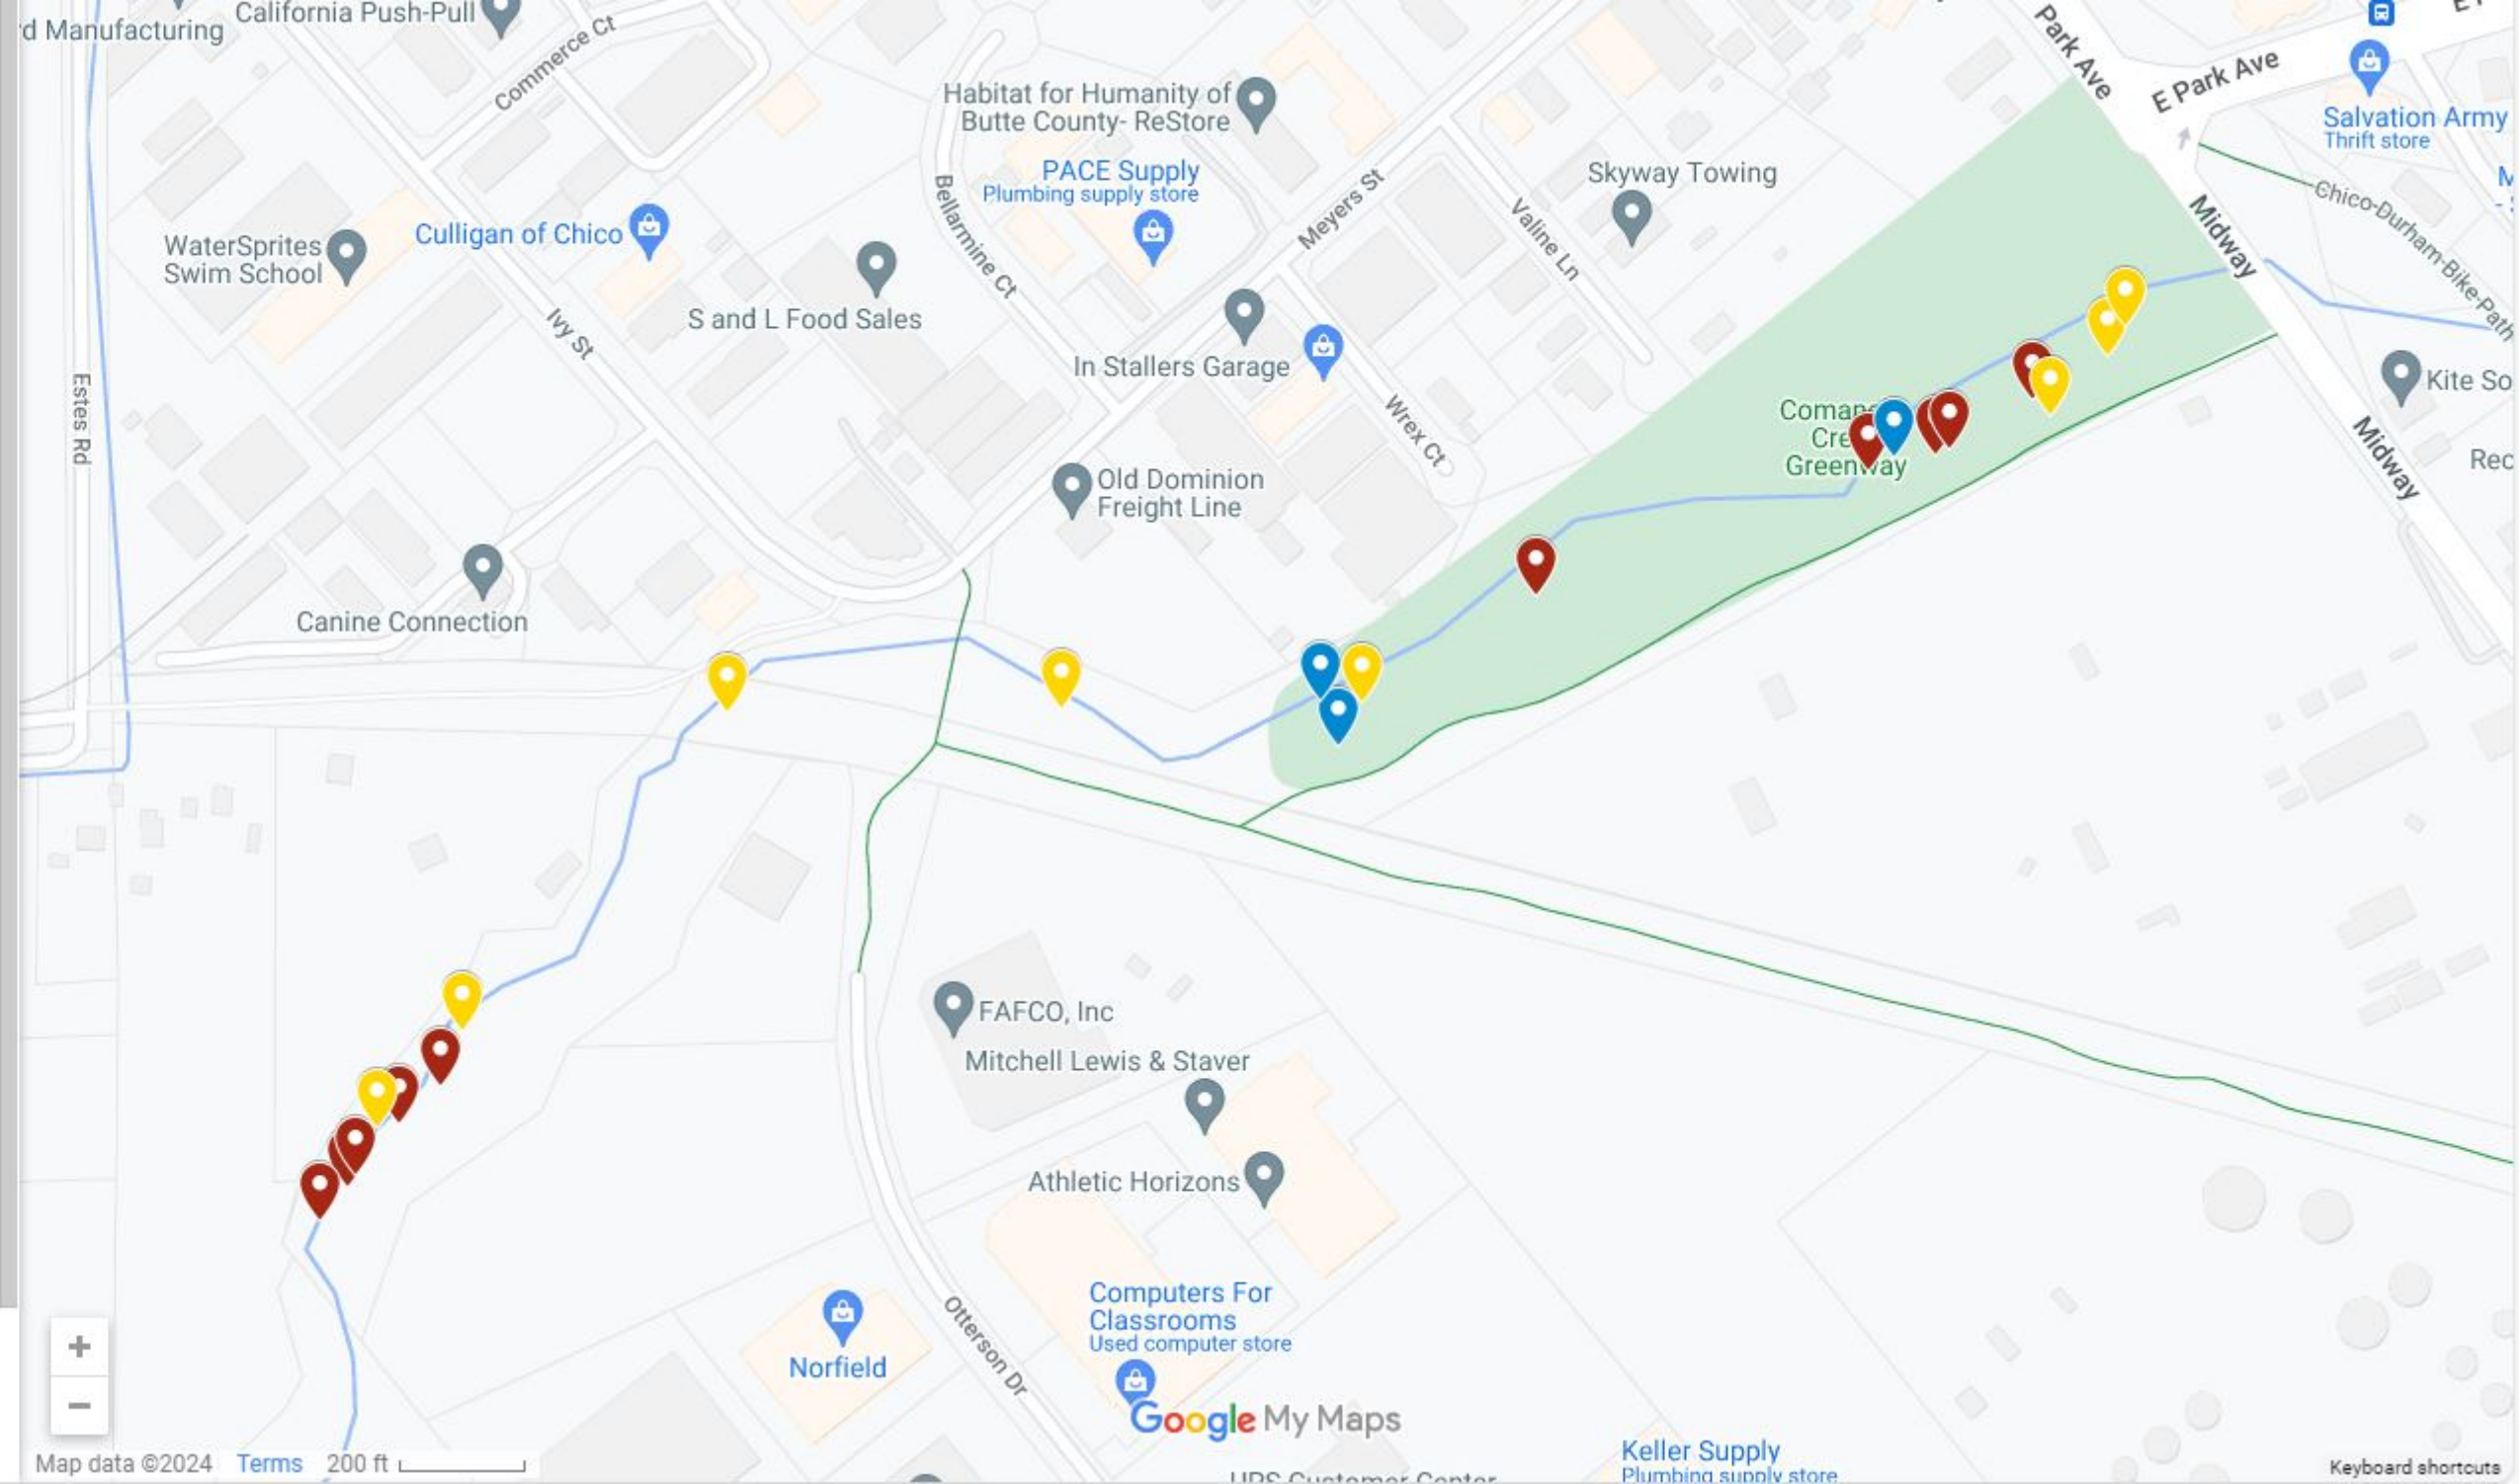 California Push-Pull
d Manufacturing
Commerce Ct
Park Ave
E Park Ave
Salvation Army
Thrift store
Habitat for Humanity of
Butte County- ReStore
PACE Supply
Plumbing supply store
Bellarmine Ct
Meyers St
Valine Ln
Skyway Towing
Midway
Chico-Durham-Bike-Path
WaterSprites
Swim School
Culligan of Chico
S and L Food Sales
Ivy St
In Stallers Garage
Wrex Ct
Estes Rd
Kite So
Midway
Rec
Greenway
Old Dominion
Freight Line
Canine Connection
FAFCO, Inc
Mitchell Lewis & Staver
Athletic Horizons
Otterson Dr
Computers For
Classrooms
Used computer store
Norfield
Google My Maps
Keller Supply
Plumbing supply store
UPS Customer Center
+
−
Map data ©2024 Terms 200 ft
Keyboard shortcuts